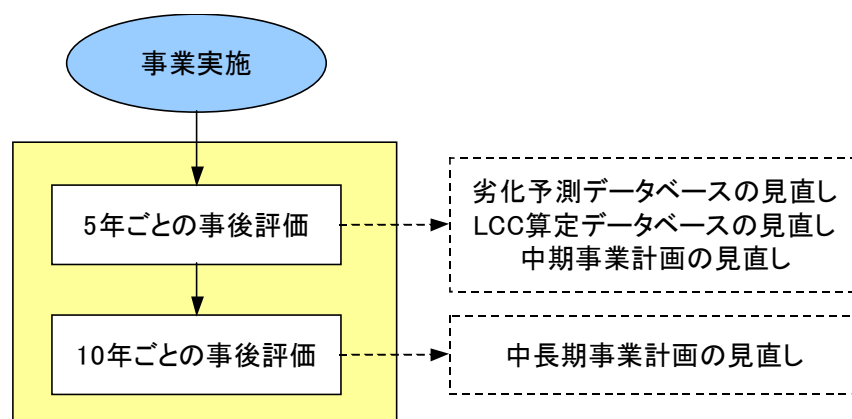 事業実施
5年ごとの事後評価
劣化予測データベースの見直し
LCC算定データベースの見直し
中期事業計画の見直し
10年ごとの事後評価
中長期事業計画の見直し